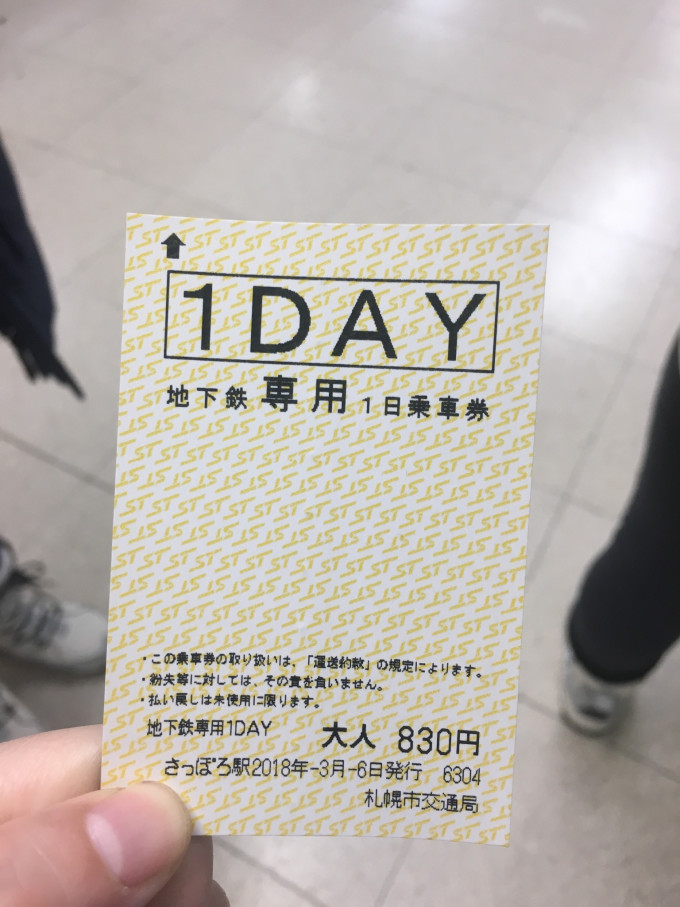 1DAY
地下鉄 専用 1日乗車券
・この乗車券の取り扱いは、「運送約款」の規定によります。
・紛失等に対しては、その責を負いません。
・払い戻しは未使用に限ります。
地下鉄専用1DAY 大人 830円
さっぽろ駅2018年-3月-6日発行 6304
札幌市交通局